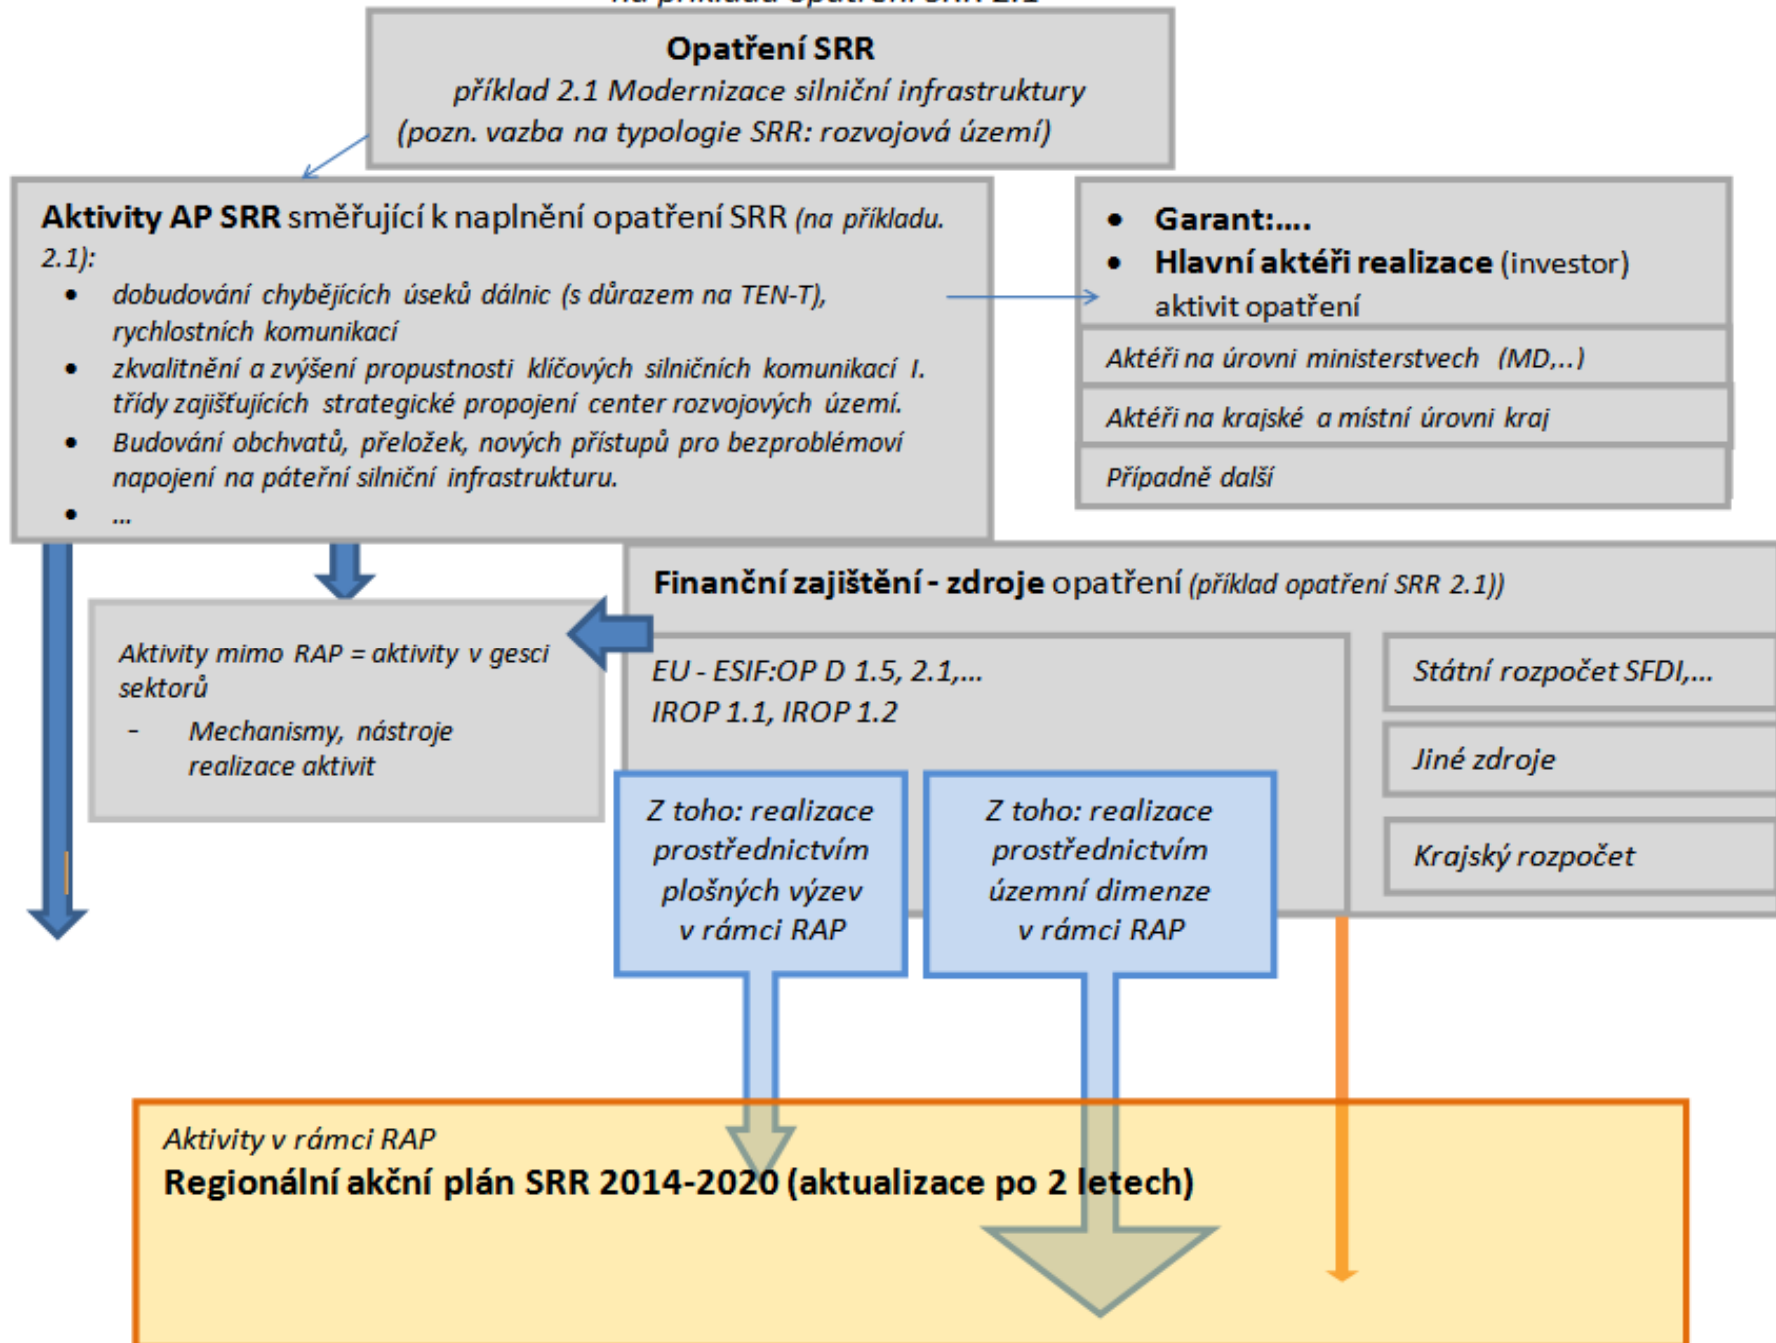 na příkladu opatření SRR 2.1
Opatření SRR
příklad 2.1 Modernizace silniční infrastruktury
(pozn. vazba na typologie SRR: rozvojová území)
Aktivity AP SRR směřující k naplnění opatření SRR (na příkladu.
2.1):
• dobudování chybějících úseků dálnic (s důrazem na TEN-T),
rychlostních komunikací
• zkvalitnění a zvýšení propustnosti klíčových silničních komunikací I.
třídy zajišťujících strategické propojení center rozvojových území.
• Budování obchvatů, přeložek, nových přístupů pro bezproblémoví
napojení na páteřní silniční infrastrukturu.
• ...
• Garant:....
• Hlavní aktéři realizace (investor)
aktivit opatření
Aktéři na úrovni ministerstvech (MD,..)
Aktéři na krajské a místní úrovni kraj
Případně další
Finanční zajištění - zdroje opatření (příklad opatření SRR 2.1))
Aktivity mimo RAP = aktivity v gesci
sektorů
- Mechanismy, nástroje
realizace aktivit
EU - ESIF:OP D 1.5, 2.1,...
IROP 1.1, IROP 1.2
Státní rozpočet SFDI,...
Jiné zdroje
Krajský rozpočet
Z toho: realizace
prostřednictvím
plošných výzev
v rámci RAP
Z toho: realizace
prostřednictvím
územní dimenze
v rámci RAP
Aktivity v rámci RAP
Regionální akční plán SRR 2014-2020 (aktualizace po 2 letech)